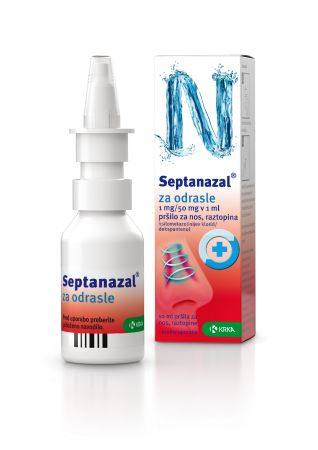 Septanazal®
za odrasle
Pred uporabo preberite
priloženo navodilo.
KRKA
N
Septanazal®
za odrasle
1 mg/50 mg v 1 ml
pršilo za nos, raztopina
ksilometazolinijev klorid/
dekspantenol
KRKA
10 ml pršila za
nos, raztopine